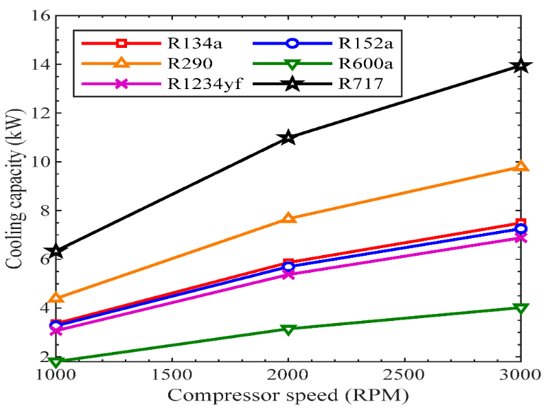 16
14
12
10
8
6
4
2
Cooling capacity (kW)
R134a
R152a
R290
R600a
R1234yf
R717
1000
1500
2000
2500
3000
Compressor speed (RPM)